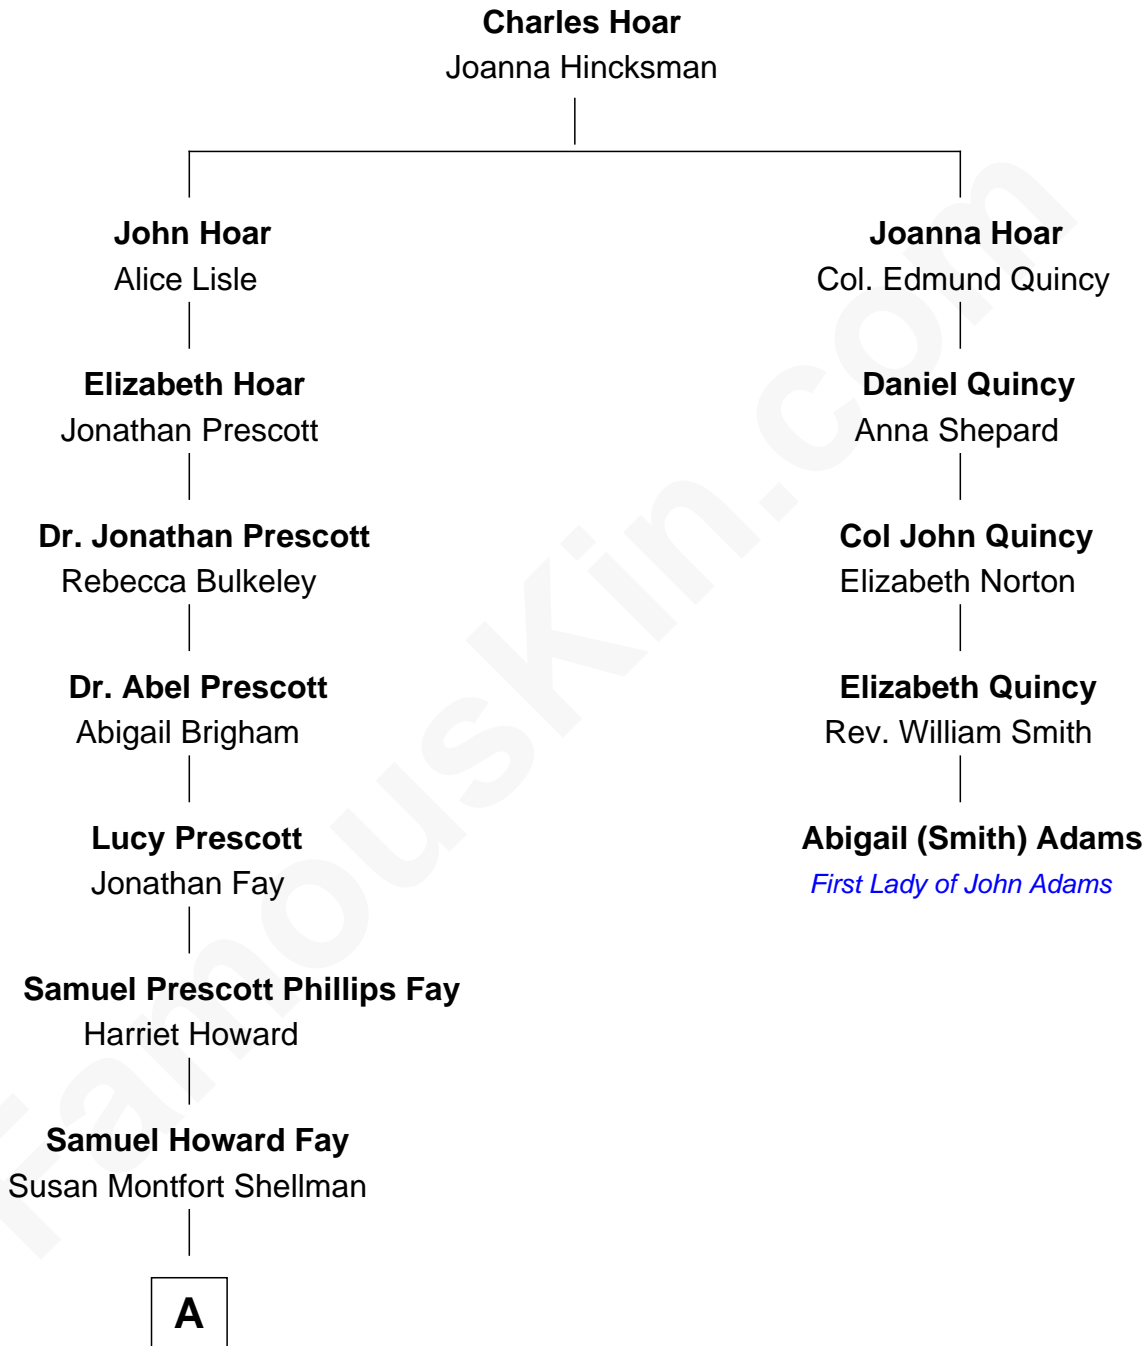 Charles Hoar
Joanna Hincksman
John Hoar
Alice Lisle
Joanna Hoar
Col. Edmund Quincy
Elizabeth Hoar
Jonathan Prescott
Daniel Quincy
Anna Shepard
Dr. Jonathan Prescott
Rebecca Bulkeley
Col John Quincy
Elizabeth Norton
Dr. Abel Prescott
Abigail Brigham
Elizabeth Quincy
Rev. William Smith
Lucy Prescott
Jonathan Fay
Abigail (Smith) Adams
First Lady of John Adams
Samuel Prescott Phillips Fay
Harriet Howard
Samuel Howard Fay
Susan Montfort Shellman
A
FamousKin.com